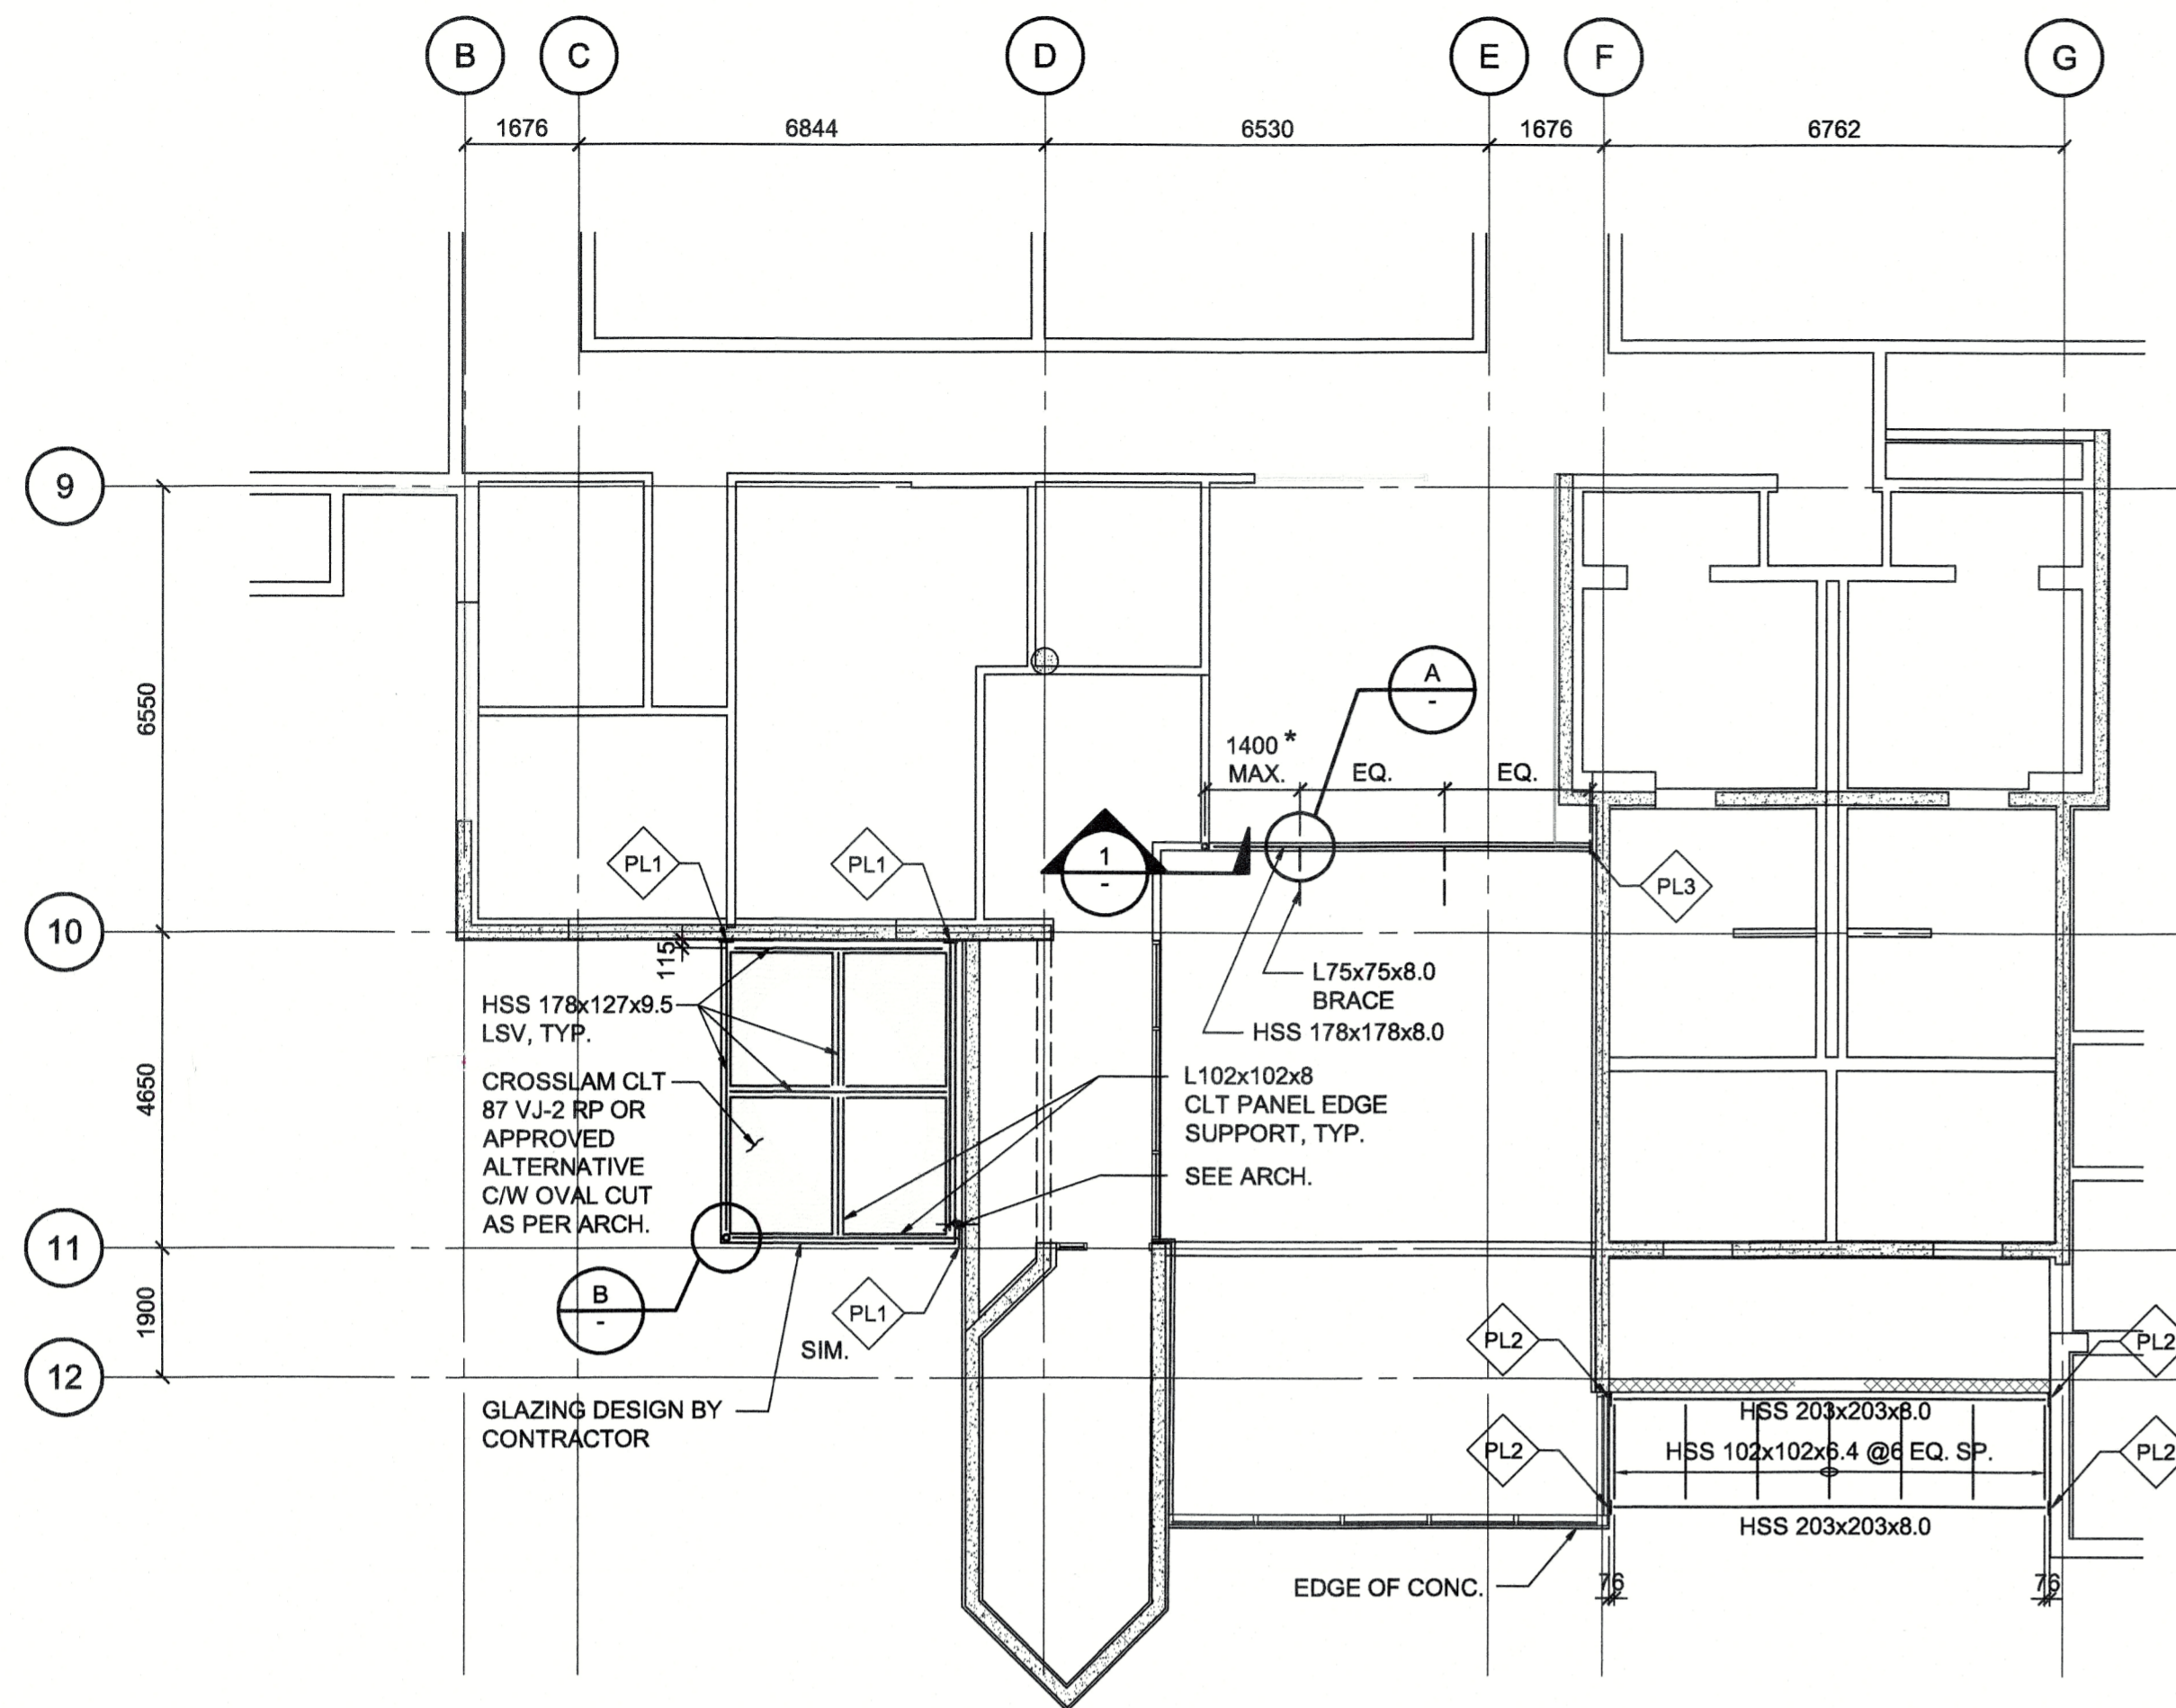 B C D E F G
1676 6844 6530 1676 6762
9
6550
A
-
1400 *
MAX.
EQ.
EQ.
PL1
PL1
1
-
PL3
10
115
L75x75x8.0
BRACE
HSS 178x127x9.5
LSV, TYP.
HSS 178x178x8.0
4650
CROSSLAM CLT
87 VJ-2 RP OR
APPROVED
ALTERNATIVE
C/W OVAL CUT
AS PER ARCH.
L102x102x8
CLT PANEL EDGE
SUPPORT, TYP.
SEE ARCH.
11
B
-
PL1
SIM.
1900
PL2
PL2
12
GLAZING DESIGN BY
CONTRACTOR
HSS 203x203x8.0
PL2
HSS 102x102x6.4 @6 EQ. SP.
PL2
HSS 203x203x8.0
EDGE OF CONC.
76
76